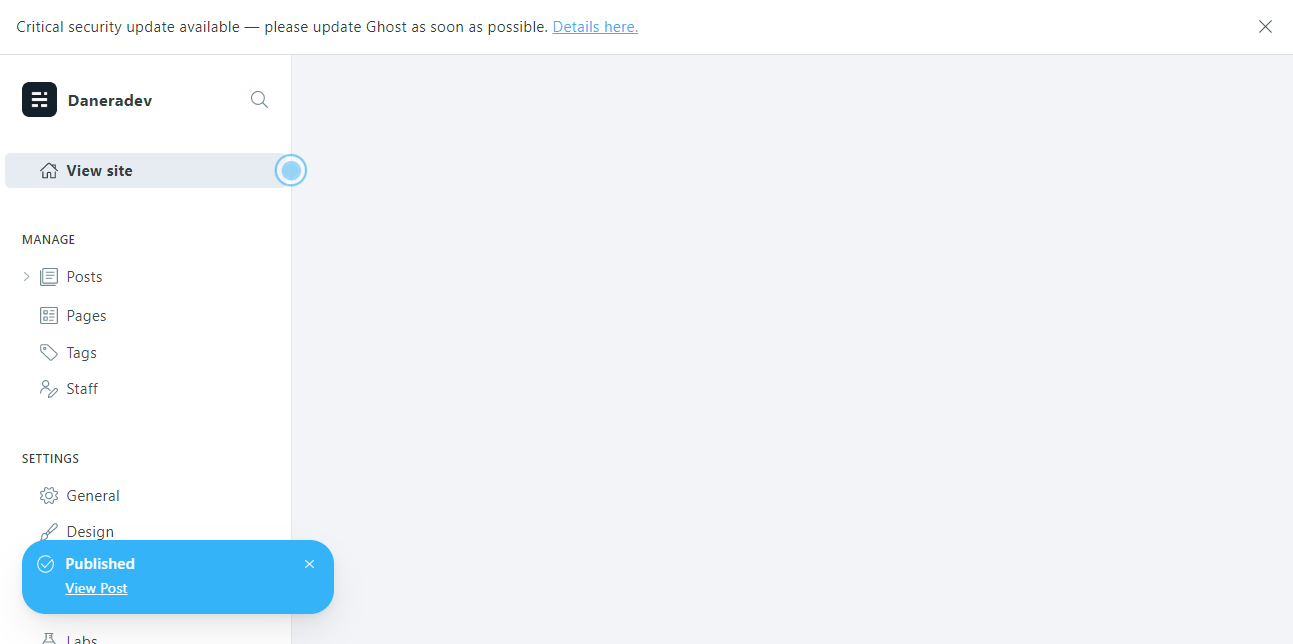 Critical security update available — please update Ghost as soon as possible. Details here.
Daneradev
View site
MANAGE
Posts
Pages
Tags
Staff
SETTINGS
General
Design
Published
View Post
Labs